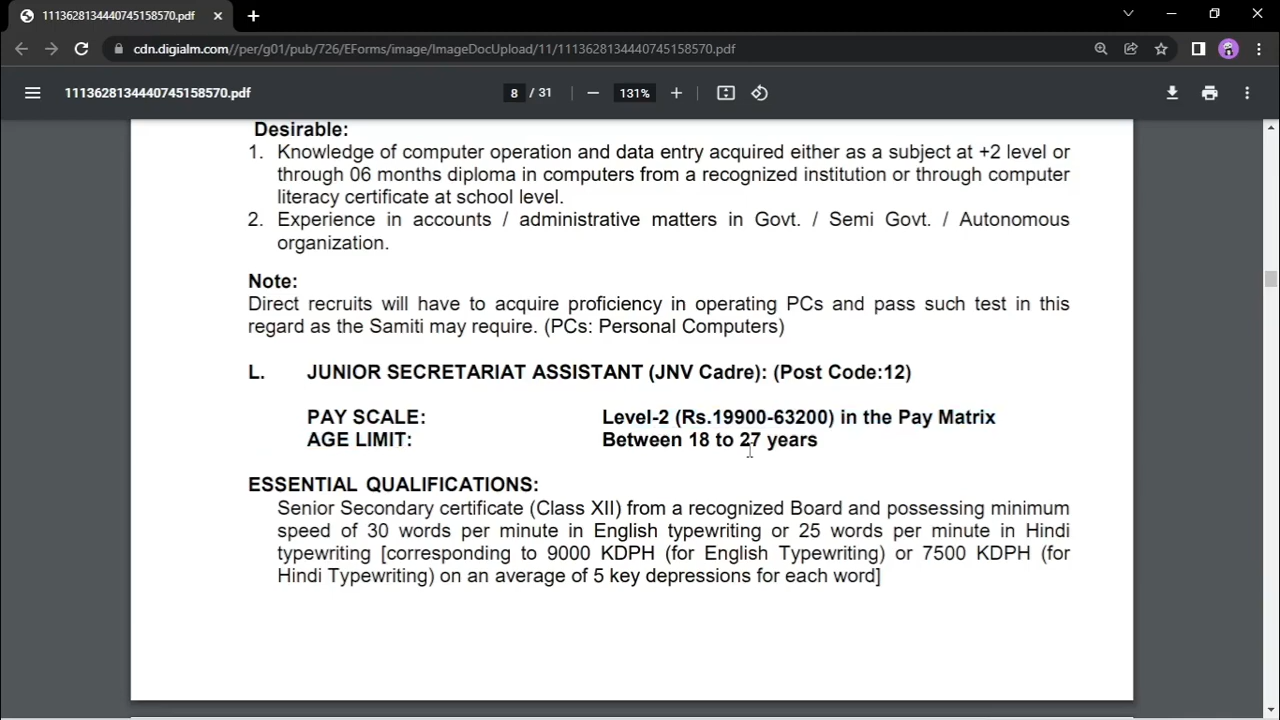 1113628134440745158570.pdf
cdn.digialm.com//per/g01/pub/726/EForms/image/ImageDocUpload/11/1113628134440745158570.pdf
1113628134440745158570.pdf
8 / 31
131%
Desirable:
1. Knowledge of computer operation and data entry acquired either as a subject at +2 level or
through 06 months diploma in computers from a recognized institution or through computer
literacy certificate at school level.
2. Experience in accounts / administrative matters in Govt. / Semi Govt. / Autonomous
organization.
Note:
Direct recruits will have to acquire proficiency in operating PCs and pass such test in this
regard as the Samiti may require. (PCs: Personal Computers)
L. JUNIOR SECRETARIAT ASSISTANT (JNV Cadre): (Post Code:12)
PAY SCALE: Level-2 (Rs.19900-63200) in the Pay Matrix
AGE LIMIT: Between 18 to 27 years
ESSENTIAL QUALIFICATIONS:
Senior Secondary certificate (Class XII) from a recognized Board and possessing minimum
speed of 30 words per minute in English typewriting or 25 words per minute in Hindi
typewriting [corresponding to 9000 KDPH (for English Typewriting) or 7500 KDPH (for
Hindi Typewriting) on an average of 5 key depressions for each word]